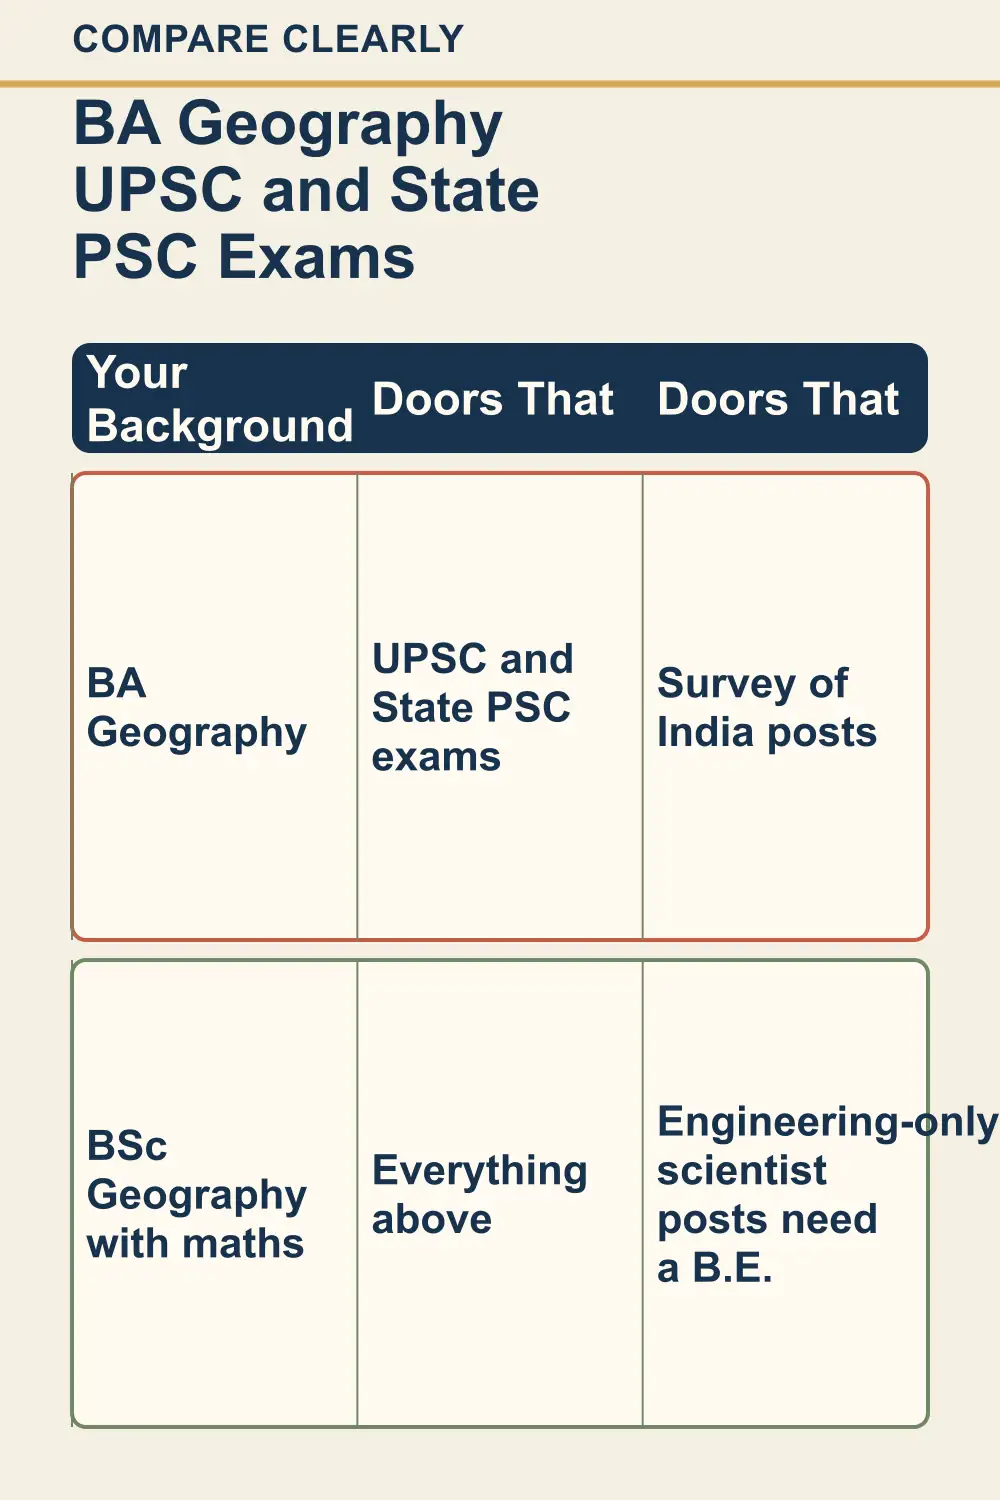 COMPARE CLEARLY
BA Geography
UPSC and State
PSC Exams
Your
Background
Doors That
Doors That
BA
Geography
UPSC and
State PSC
exams
Survey of
India posts
BSc
Geography
with maths
Everything
above
Engineering-only
scientist
posts need
a B.E.